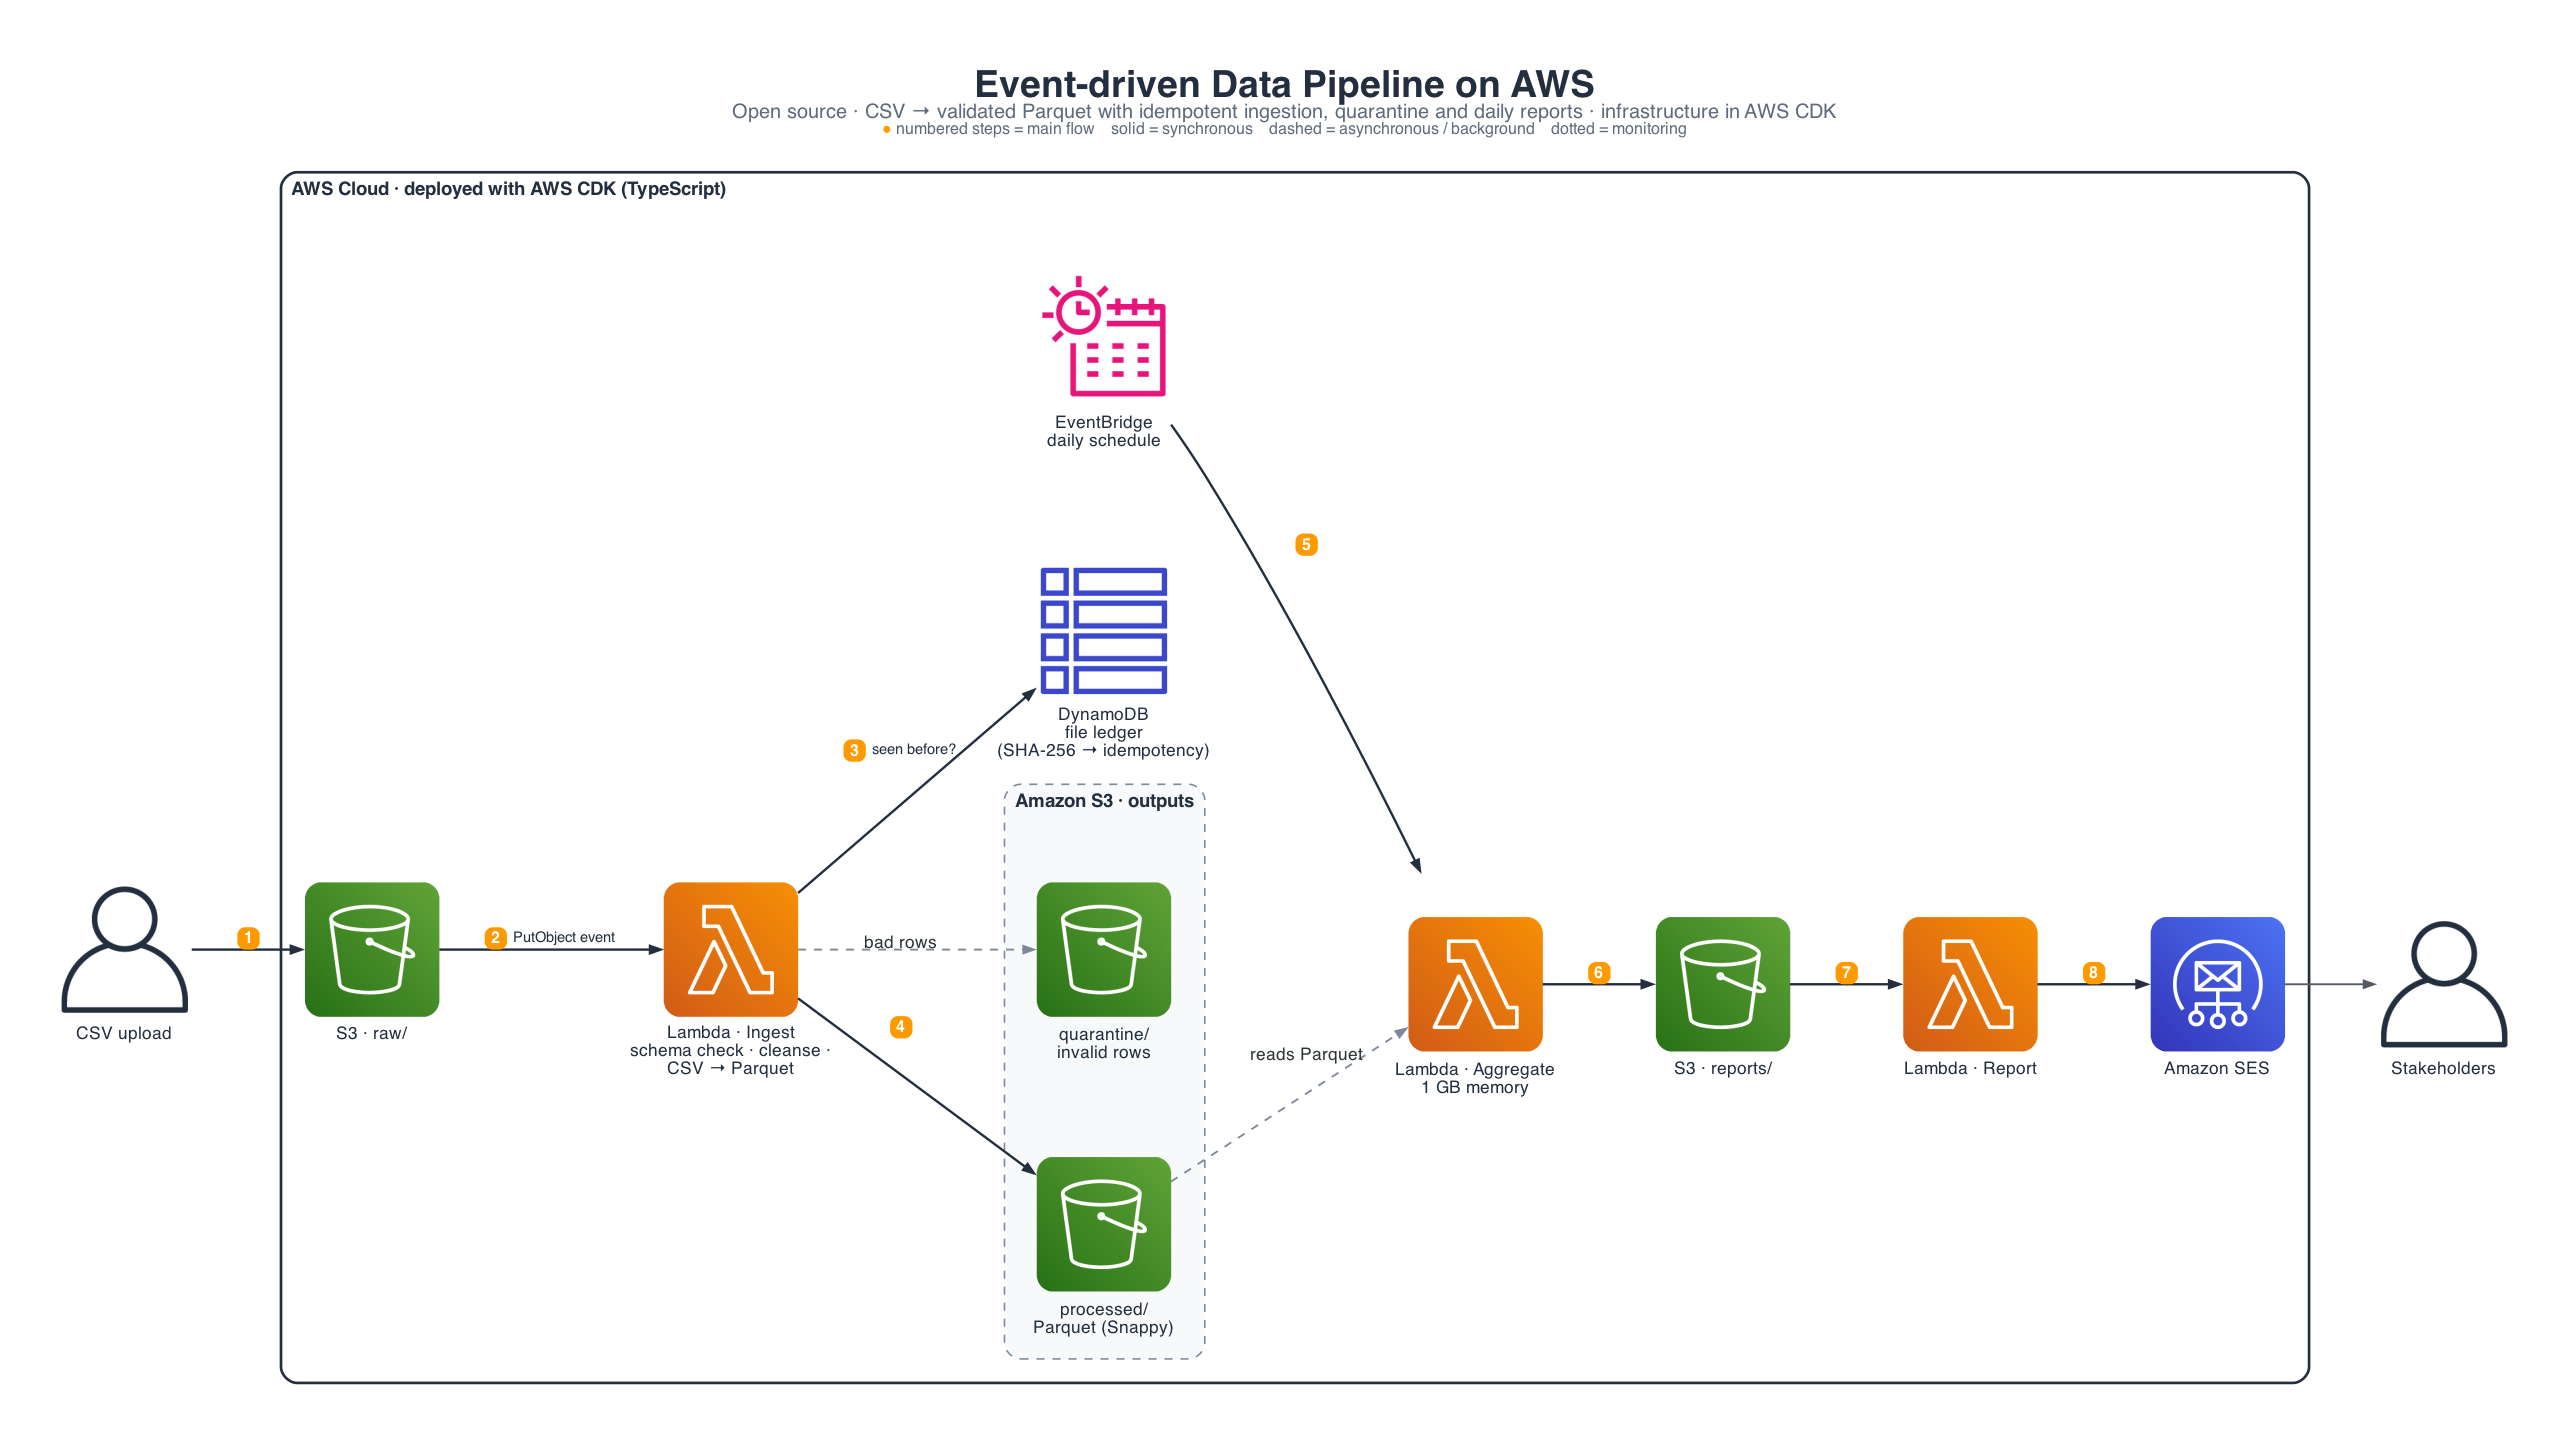 Event-driven Data Pipeline on AWS
Open source · CSV → validated Parquet with idempotent ingestion, quarantine and daily reports · infrastructure in AWS CDK
● numbered steps = main flow solid = synchronous dashed = asynchronous / background dotted = monitoring
AWS Cloud · deployed with AWS CDK (TypeScript)
EventBridge
daily schedule
5
DynamoDB
file ledger
(SHA-256 → idempotency)
3 seen before?
Amazon S3 · outputs
1
CSV upload
S3 · raw/
2 PutObject event
Lambda · Ingest
schema check · cleanse ·
CSV → Parquet
bad rows
quarantine/
invalid rows
4
processed/
Parquet (Snappy)
reads Parquet
Lambda · Aggregate
1 GB memory
6
S3 · reports/
7
Lambda · Report
8
Amazon SES
Stakeholders